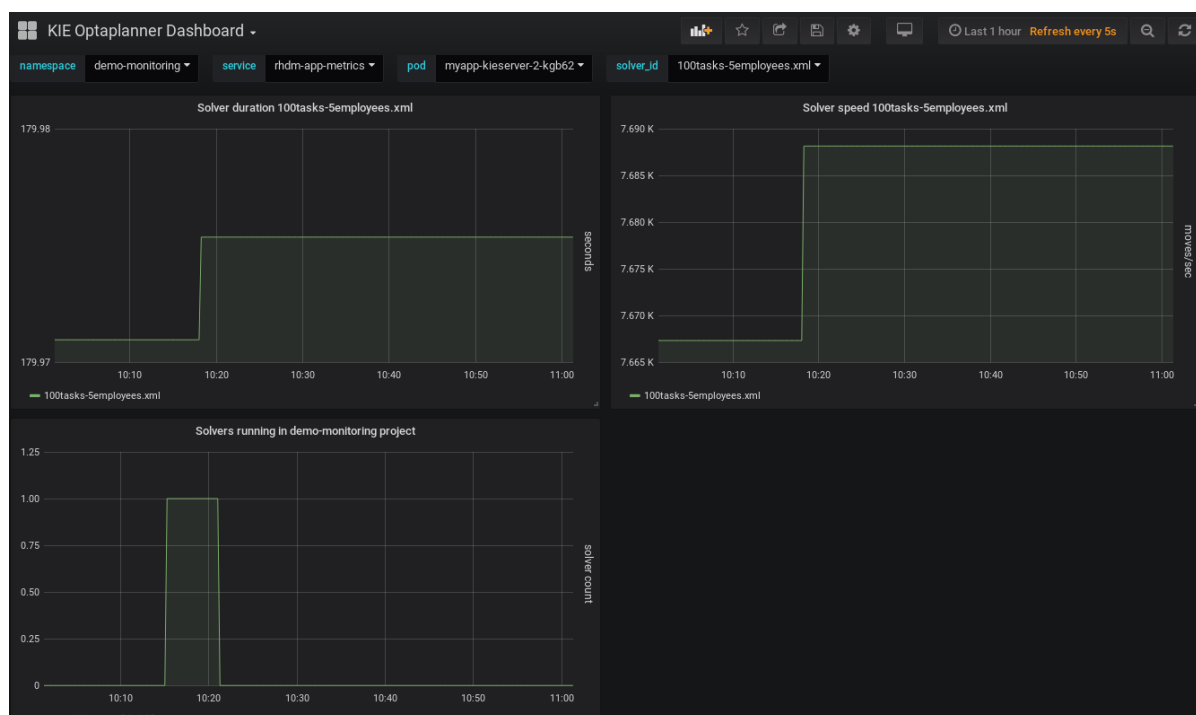 KIE Optaplanner Dashboard
Last 1 hour Refresh every 5s
namespace demo-monitoring service rhdm-app-metrics pod myapp-kieserver-2-kgb62 solver_id 100tasks-5employees.xml
Solver duration 100tasks-5employees.xml
179.98
179.97
seconds
10:10 10:20 10:30 10:40 10:50 11:00
100tasks-5employees.xml
Solver speed 100tasks-5employees.xml
7.690 K
7.685 K
7.680 K
7.675 K
7.670 K
7.665 K
moves/sec
10:10 10:20 10:30 10:40 10:50 11:00
100tasks-5employees.xml
Solvers running in demo-monitoring project
1.25
1.00
0.75
0.50
0.25
0
solver count
10:10 10:20 10:30 10:40 10:50 11:00